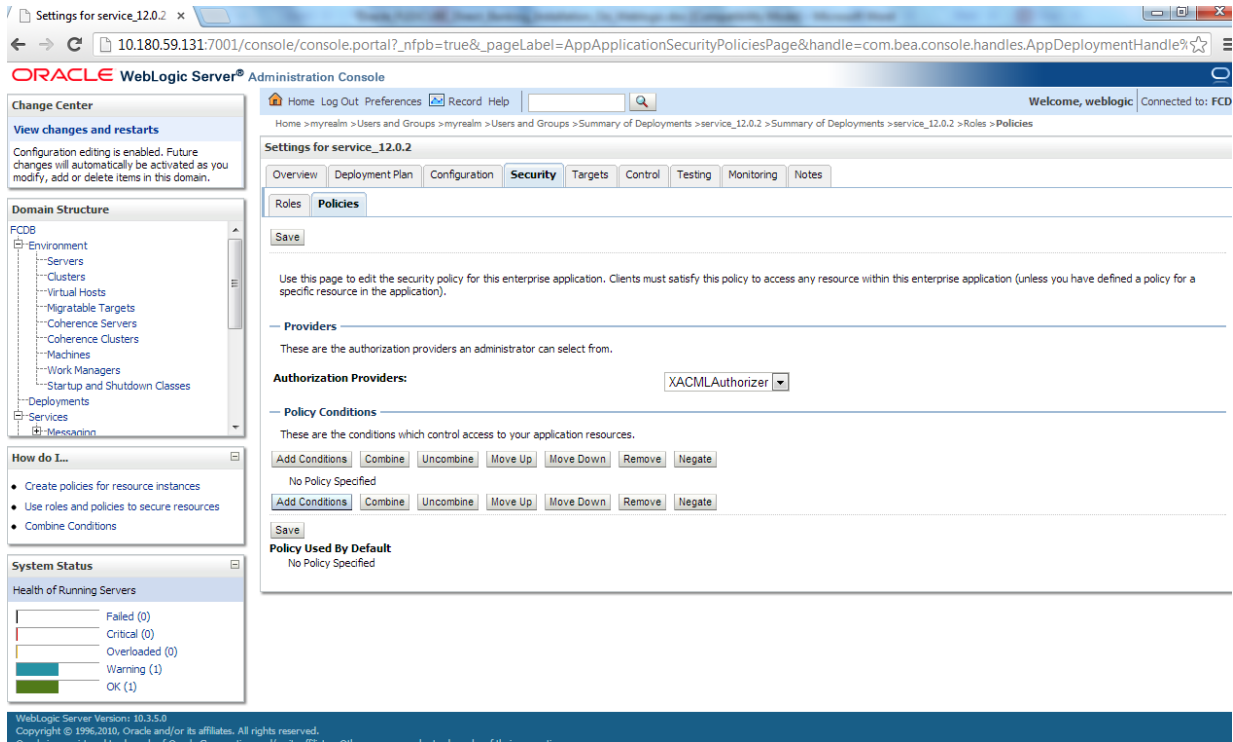 Settings for service_12.0.2
10.180.59.131:7001/console/console.portal?_nfpb=true&_pageLabel=AppApplicationSecurityPoliciesPage&handle=com.bea.console.handles.AppDeploymentHandle%
ORACLE WebLogic Server® Administration Console
Change Center
View changes and restarts
Configuration editing is enabled. Future
changes will automatically be activated as you
modify, add or delete items in this domain.
Domain Structure
FCDB
Environment
Servers
Clusters
Virtual Hosts
Migratable Targets
Coherence Servers
Coherence Clusters
Machines
Work Managers
Startup and Shutdown Classes
Deployments
Services
Messaging
How do I...
Create policies for resource instances
Use roles and policies to secure resources
Combine Conditions
System Status
Health of Running Servers
Failed (0)
Critical (0)
Overloaded (0)
Warning (1)
OK (1)
Home Log Out Preferences Record Help
Welcome, weblogic Connected to: FCD
Home >myrealm >Users and Groups >myrealm >Users and Groups >Summary of Deployments >service_12.0.2 >Summary of Deployments >service_12.0.2 >Roles >Policies
Settings for service_12.0.2
Overview Deployment Plan Configuration Security Targets Control Testing Monitoring Notes
Roles Policies
Save
Use this page to edit the security policy for this enterprise application. Clients must satisfy this policy to access any resource within this enterprise application (unless you have defined a policy for a
specific resource in the application).
Providers
These are the authorization providers an administrator can select from.
Authorization Providers: XACMLAuthorizer
Policy Conditions
These are the conditions which control access to your application resources.
Add Conditions Combine Uncombine Move Up Move Down Remove Negate
No Policy Specified
Add Conditions Combine Uncombine Move Up Move Down Remove Negate
Save
Policy Used By Default
No Policy Specified
WebLogic Server Version: 10.3.5.0
Copyright © 1996,2010, Oracle and/or its affiliates. All rights reserved.